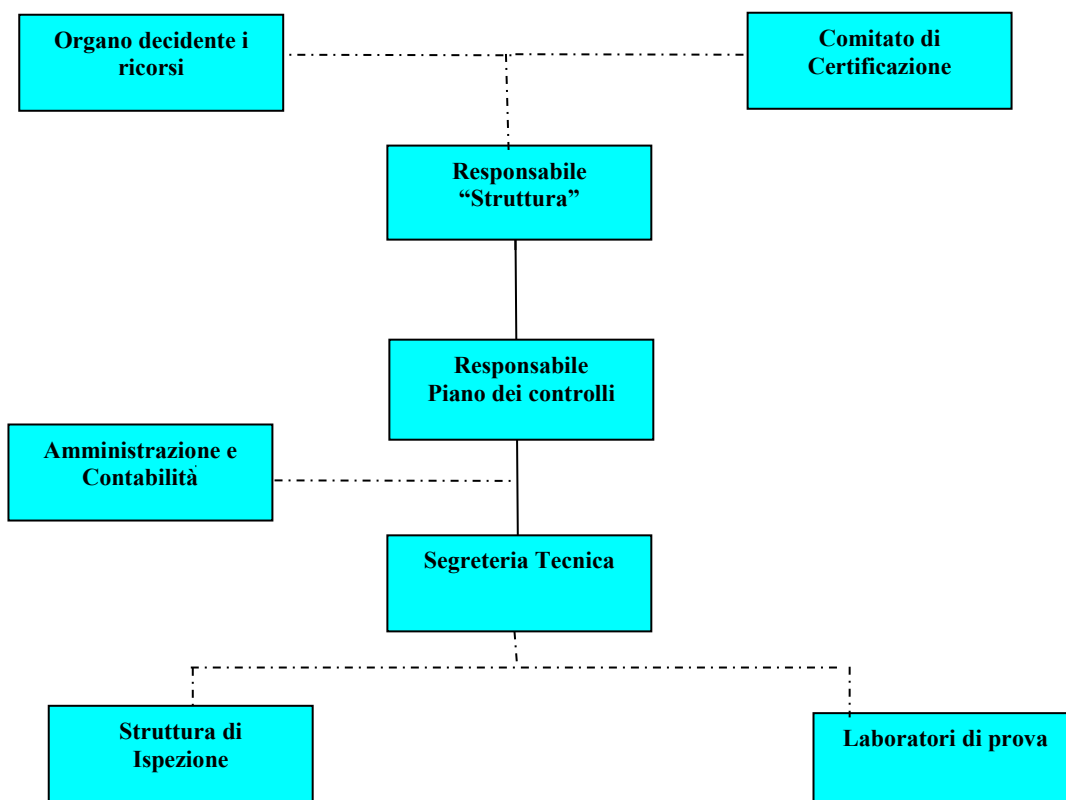 Organo decidente i
ricorsi
Comitato di
Certificazione
Responsabile
“Struttura”
Responsabile
Piano dei controlli
Amministrazione e
Contabilità
Segreteria Tecnica
Struttura di
Ispezione
Laboratori di prova